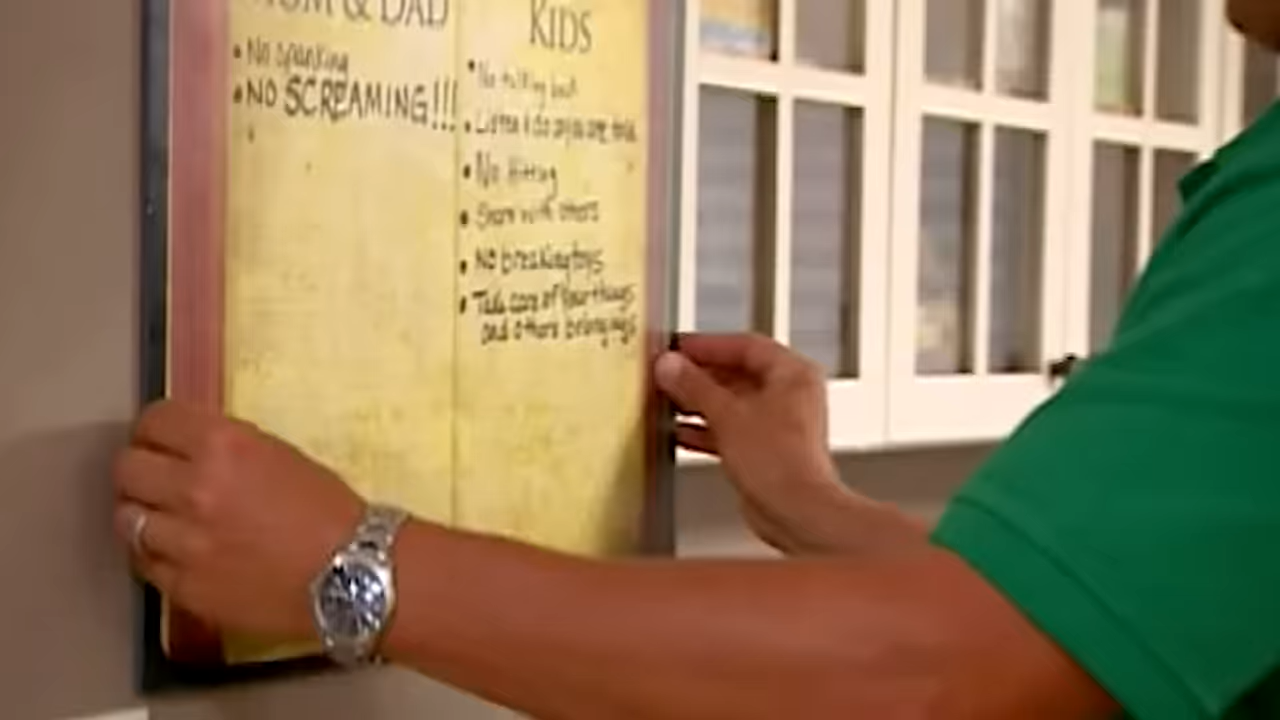 MOM & DAD
• No spanking
• NO SCREAMING!!!
KIDS
• No talking back
• Listen & do as you are told
• No Hitting
• Share with others
• NO breaking toys
• Take care of your things
and others belongings